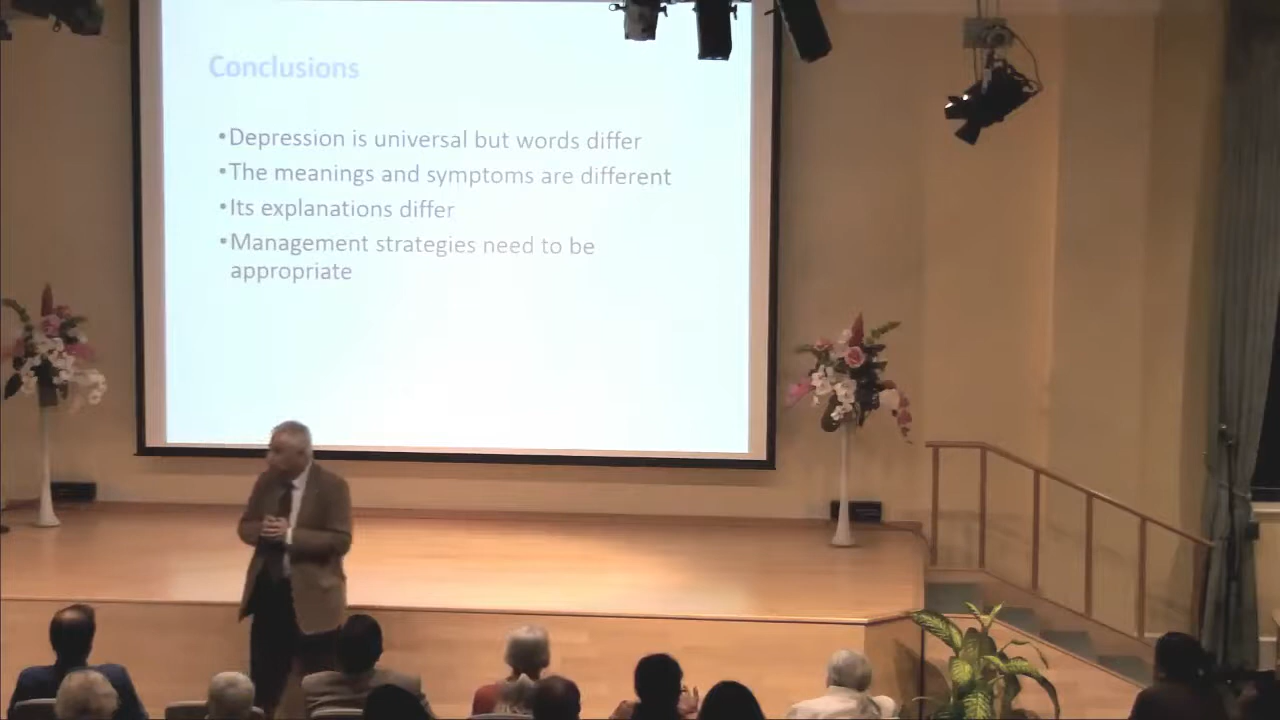 Conclusions
•Depression is universal but words differ
•The meanings and symptoms are different
•Its explanations differ
•Management strategies need to be
appropriate